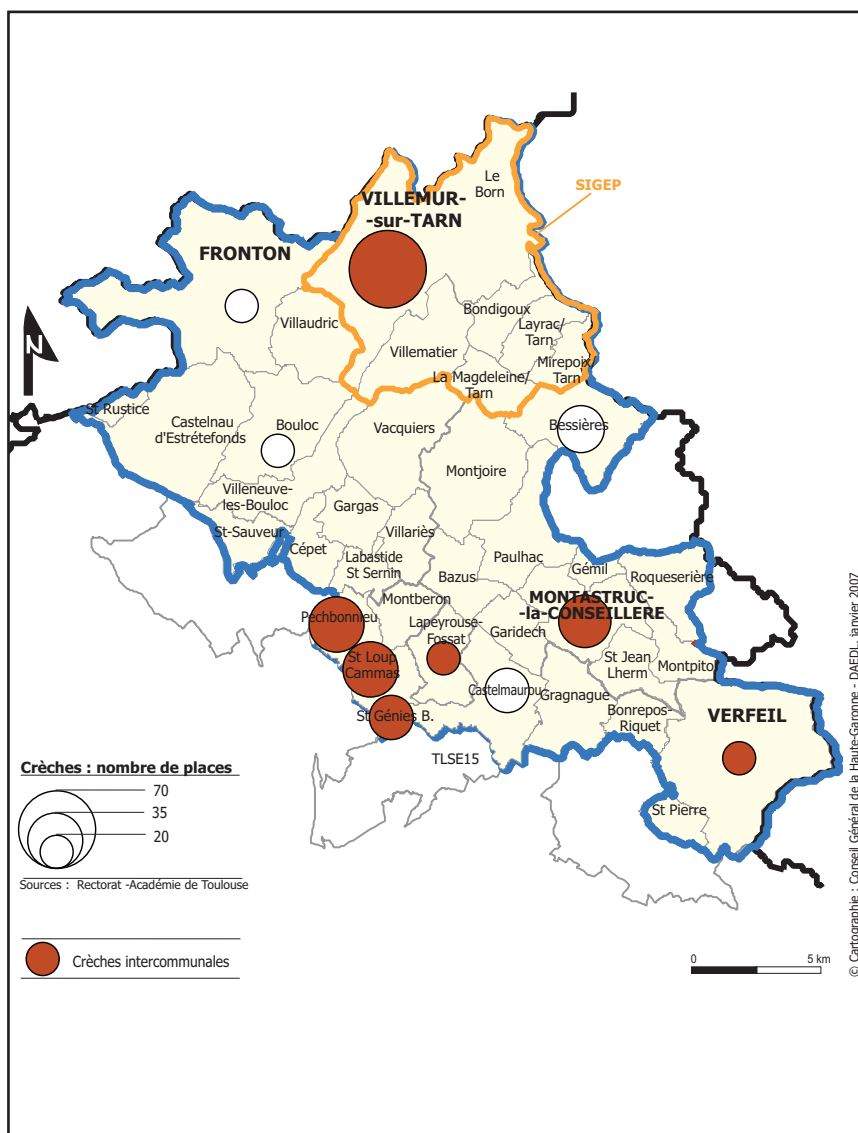 Le
Born
SIGEP
VILLEMUR-
-sur-TARN
FRONTON
N
Bondigoux
Villaudric
Layrac/
Tarn
Villematier
Mirepoix/
Tarn
La Magdeleine/
Tarn
St Rustice
Castelnau
d'Estrétefonds
Bouloc
Vacquiers
Bessières
Montjoire
Villeneuve-
les-Bouloc
Gargas
St-Sauveur
Villariès
Cépet
Labastide
St Sernin
Paulhac
Gémil
Bazus
Roqueserière
Montberon
MONTASTRUC-
-la-CONSEILLERE
Pechbonnieu
Lapeyrouse-
Fossat
Garidech
St Loup
Cammas
St Jean
Lherm
Montpitol
Castelmaurou
Gragnague
St Génies B.
Bonrepos-
Riquet
VERFEIL
TLSE15
St Pierre
Crèches : nombre de places
70
35
20
Sources : Rectorat -Académie de Toulouse
Crèches intercommunales
0 5 km
© Cartographie : Conseil Général de la Haute-Garonne - DAEDL, janvier 2007